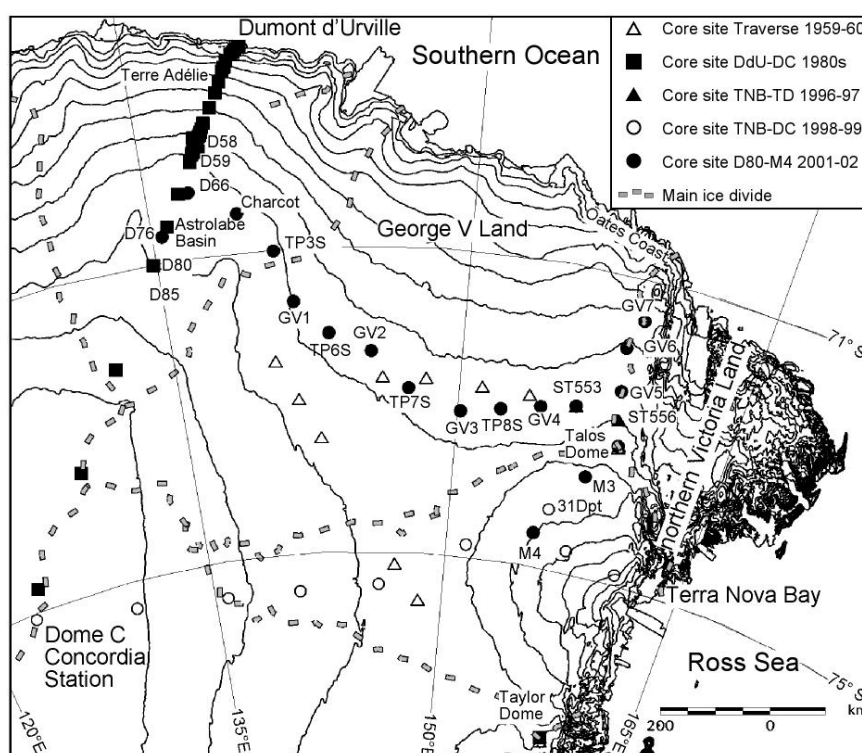 Dumont d'Urville
Southern Ocean
Terre Adélie
Core site Traverse 1959-60
Core site DdU-DC 1980s
Core site TNB-TD 1996-97
Core site TNB-DC 1998-99
Core site D80-M4 2001-02
Main ice divide
D58
D59
D66
Charcot
George V Land
Oates Coast
D76
Astrolabe
Basin
TP3S
D80
D85
GV1
TP6S
GV2
TP7S
GV3
TP8S
GV4
ST553
GV7
GV6
GV5
ST556
71° S
Talos
Dome
northern Victoria Land
M3
31Dpt
M4
Terra Nova Bay
Dome C
Concordia
Station
Ross Sea
Taylor
Dome
75° S
120°E
135°E
150°E
165°E
200
0
km